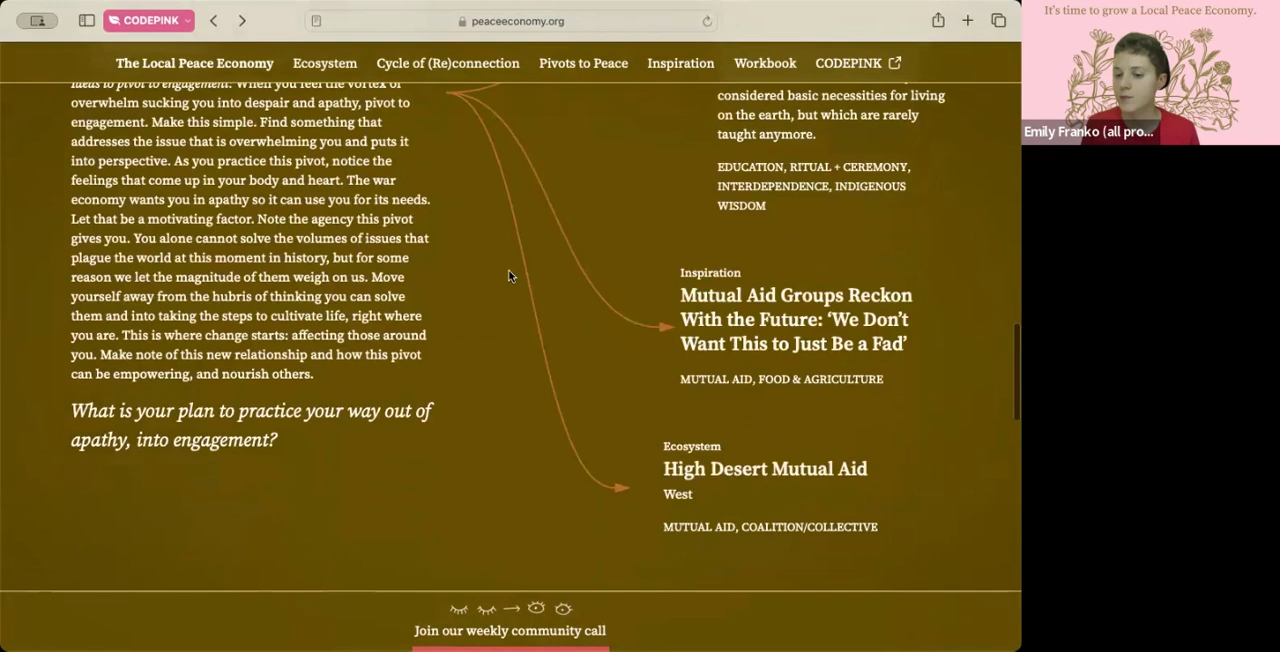 CODEPINK
peaceeconomy.org
It's time to grow a Local Peace Economy.
The Local Peace Economy
Ecosystem
Cycle of (Re)connection
Pivots to Peace
Inspiration
Workbook
CODEPINK
needs to pivot to engagement. When you feel the vortex of
overwhelm sucking you into despair and apathy, pivot to
engagement. Make this simple. Find something that
addresses the issue that is overwhelming you and puts it
into perspective. As you practice this pivot, notice the
feelings that come up in your body and heart. The war
economy wants you in apathy so it can use you for its needs.
Let that be a motivating factor. Note the agency this pivot
gives you. You alone cannot solve the volumes of issues that
plague the world at this moment in history, but for some
reason we let the magnitude of them weigh on us. Move
yourself away from the hubris of thinking you can solve
them and into taking the steps to cultivate life, right where
you are. This is where change starts: affecting those around
you. Make note of this new relationship and how this pivot
can be empowering, and nourish others.
What is your plan to practice your way out of
apathy, into engagement?
considered basic necessities for living
on the earth, but which are rarely
taught anymore.
EDUCATION, RITUAL + CEREMONY,
INTERDEPENDENCE, INDIGENOUS
WISDOM
Inspiration
Mutual Aid Groups Reckon
With the Future: ‘We Don’t
Want This to Just Be a Fad’
MUTUAL AID, FOOD & AGRICULTURE
Ecosystem
High Desert Mutual Aid
West
MUTUAL AID, COALITION/COLLECTIVE
Join our weekly community call
Emily Franko (all pro...